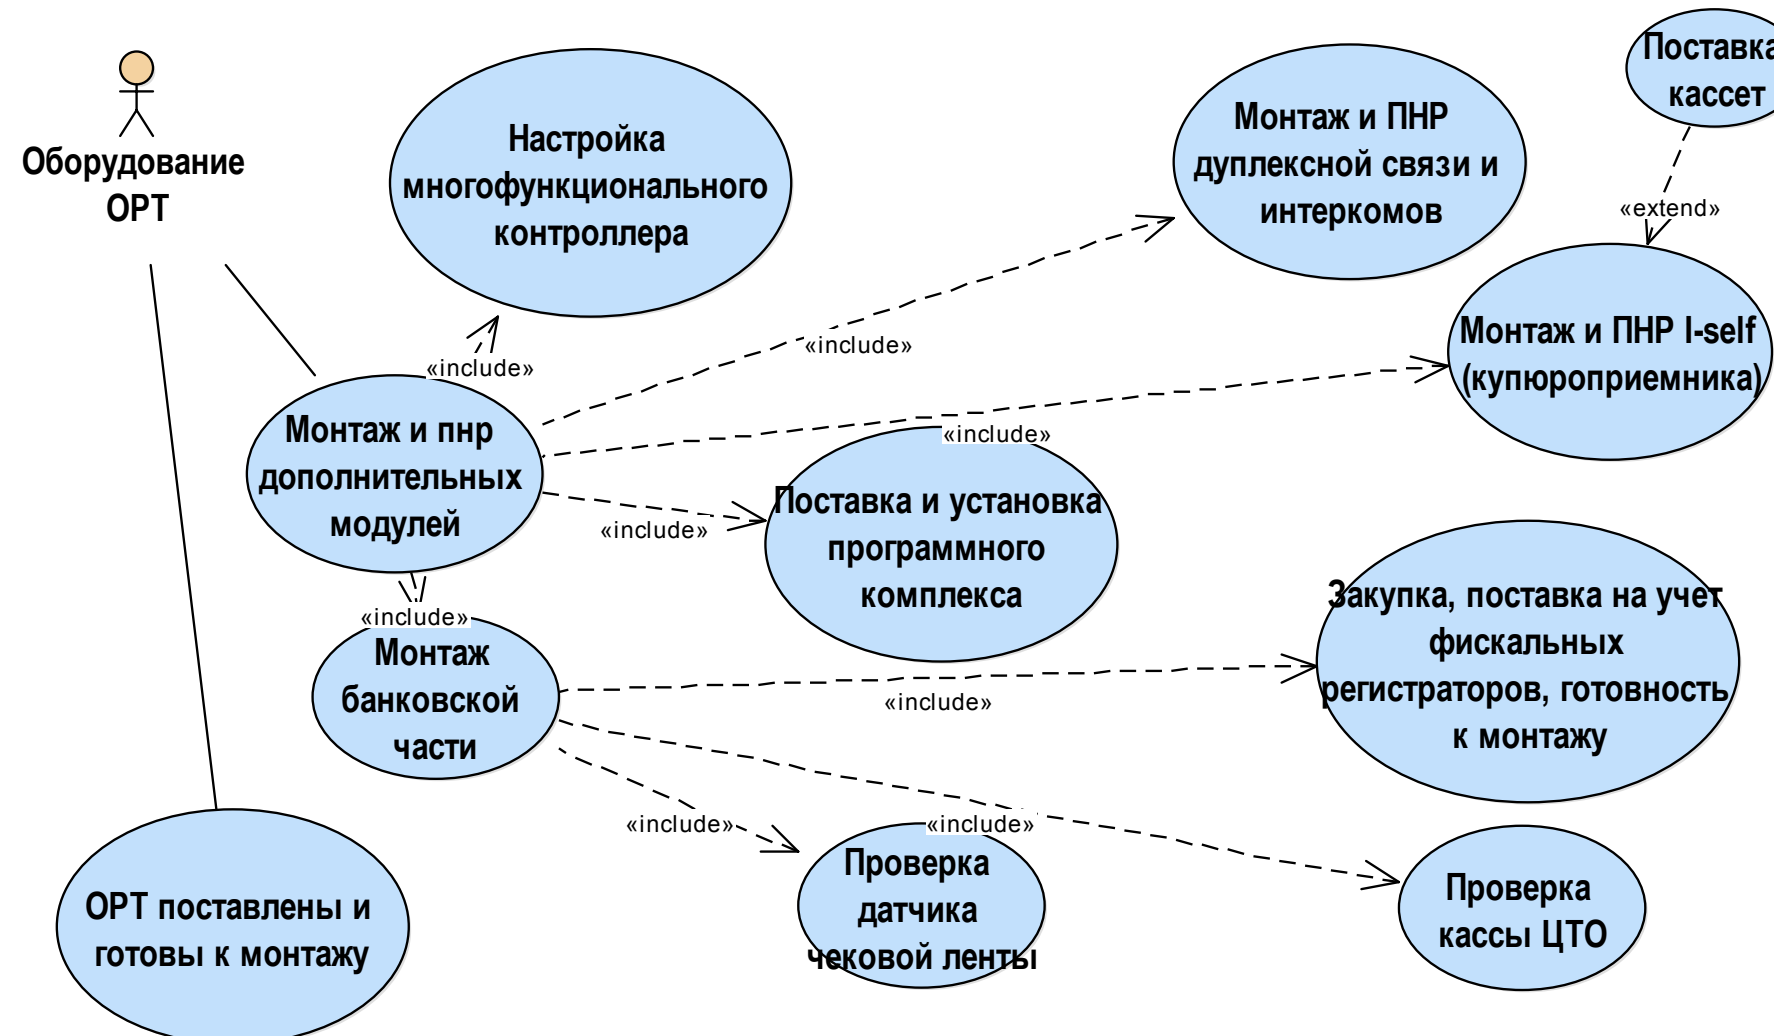 Оборудование
ОРТ
Настройка
многофункционального
контроллера
Монтаж и ПНР
дуплексной связи и
интеркомов
Поставка
кассет
«extend»
«include»
«include»
Монтаж и ПНР I-self
(купюроприемника)
Монтаж и пнр
дополнительных
модулей
«include»
Поставка и установка
программного
комплекса
«include»
«include»
Монтаж
банковской
части
Закупка, поставка на учет
фискальных
регистраторов, готовность
к монтажу
«include»
«include»
«include»
Проверка
датчика
чековой ленты
Проверка
кассы ЦТО
ОРТ поставлены и
готовы к монтажу